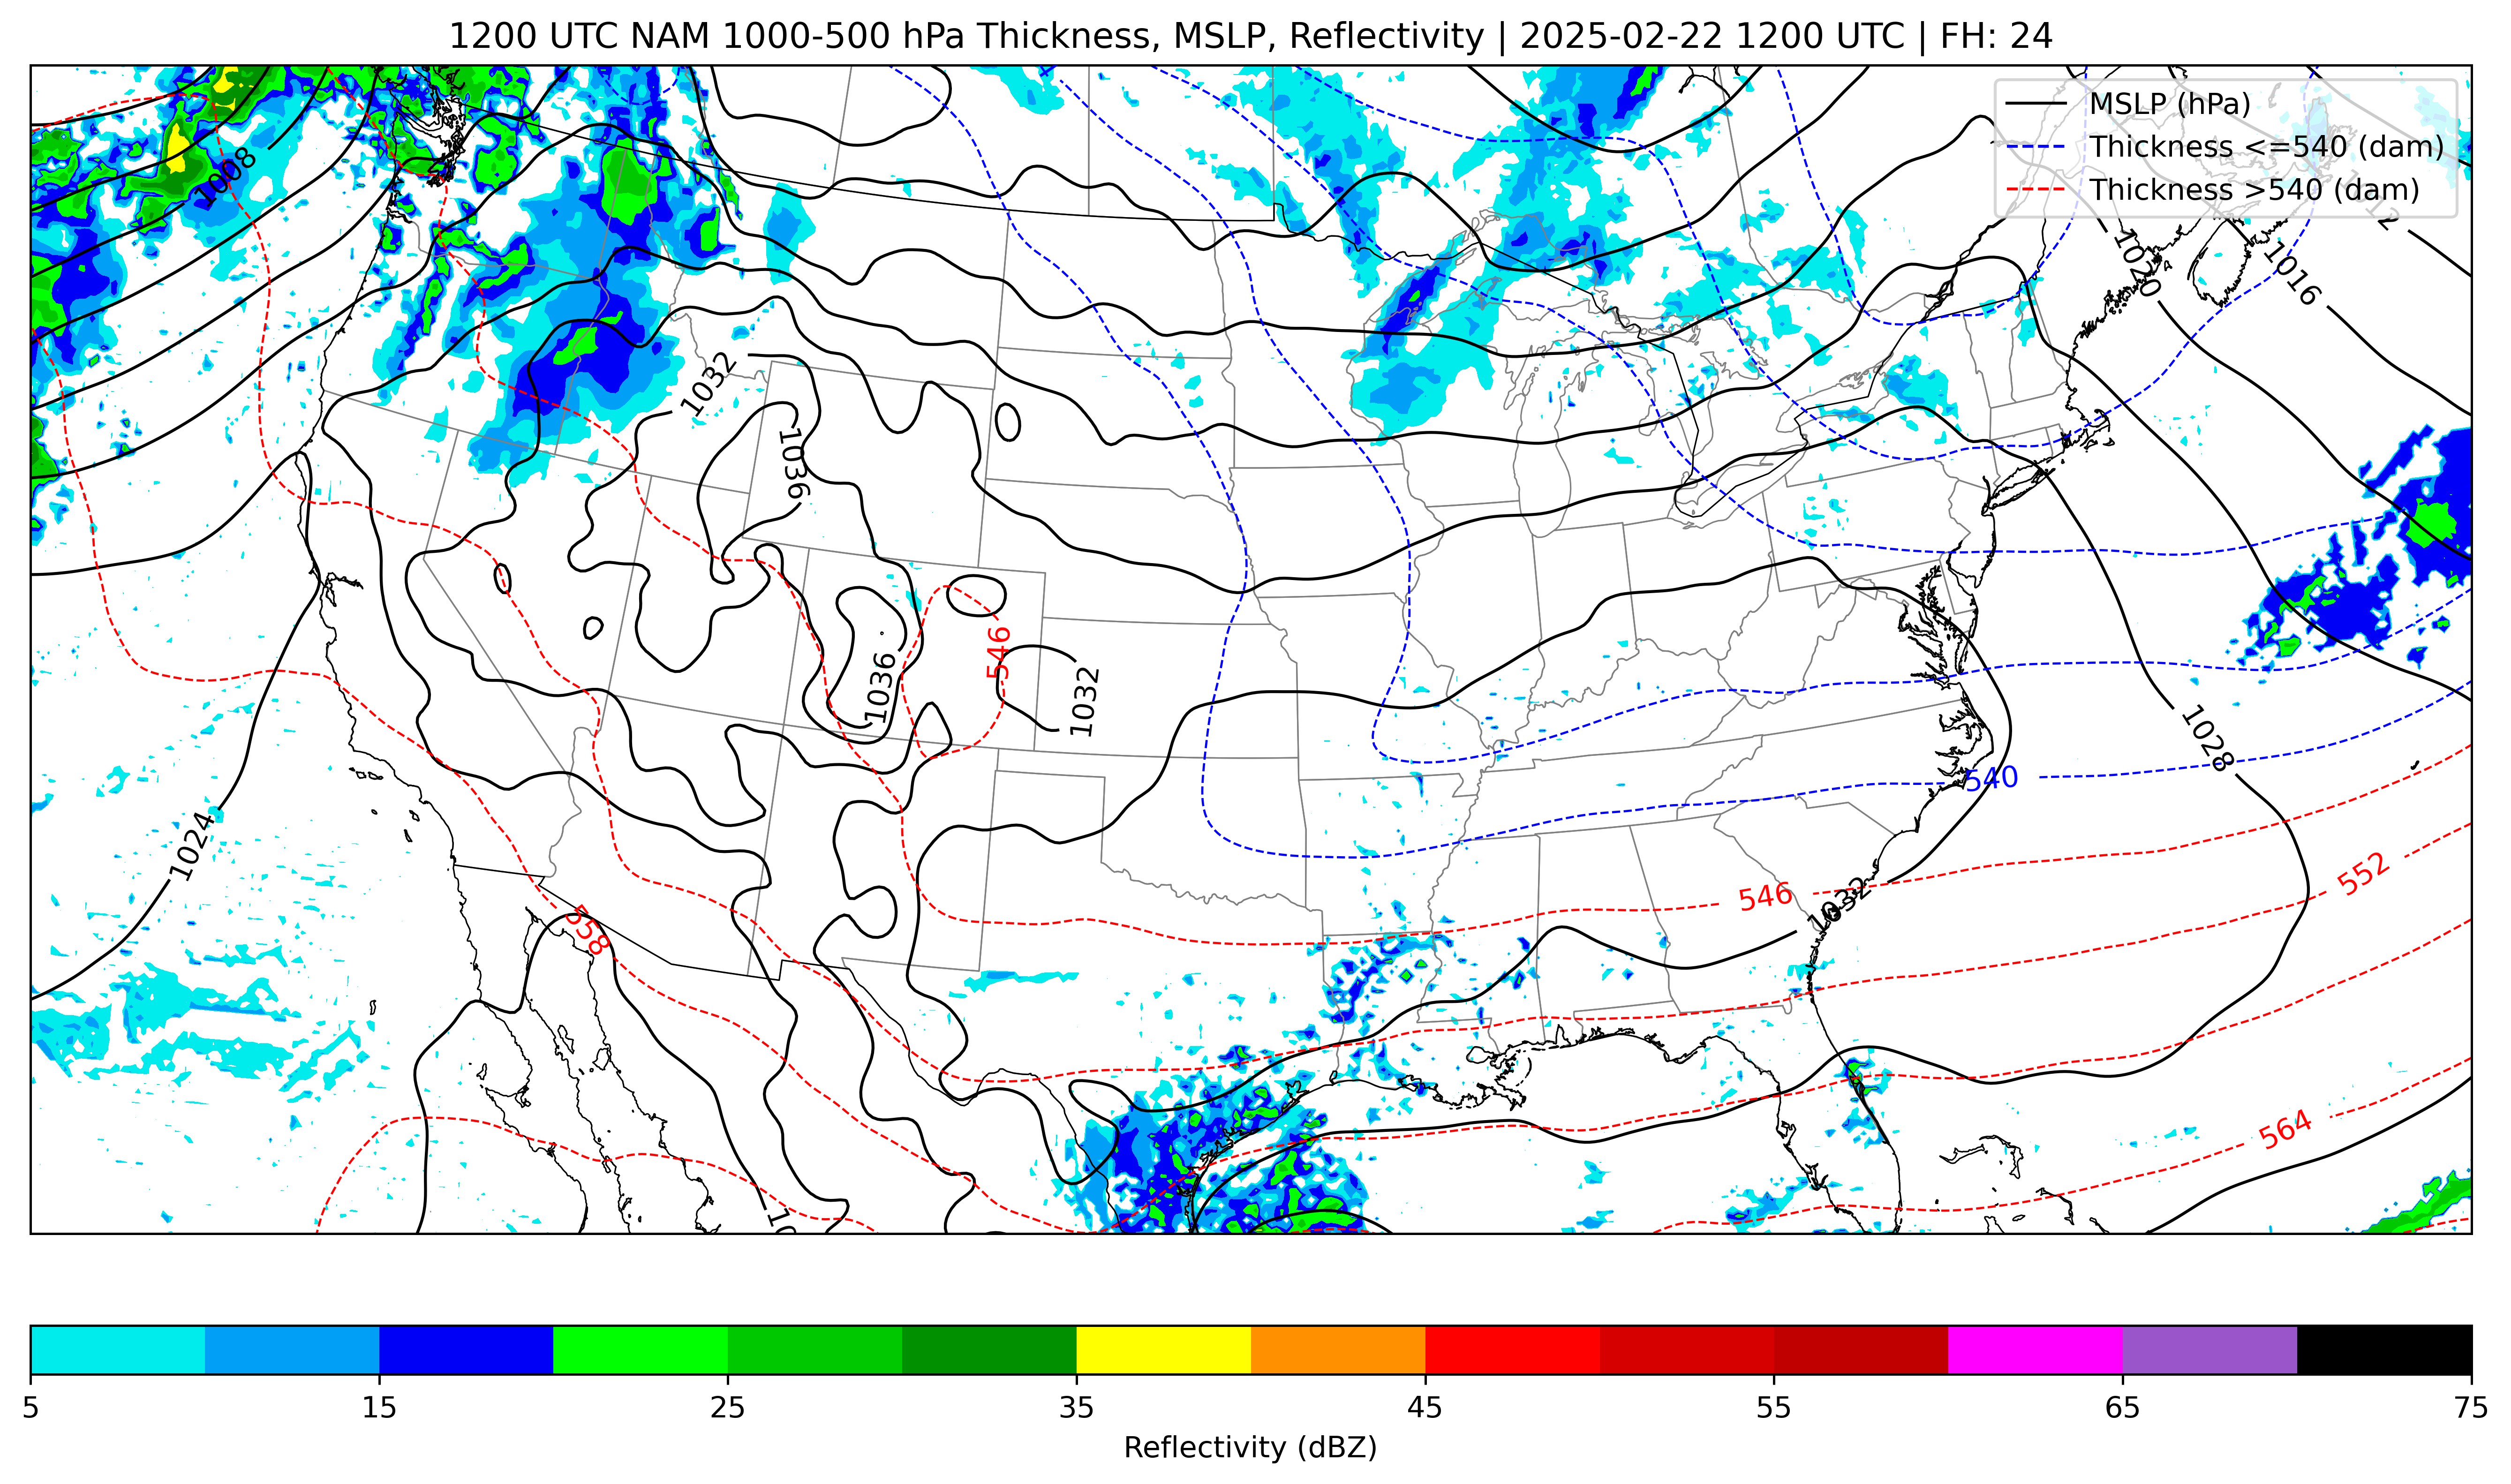 1200 UTC NAM 1000-500 hPa Thickness, MSLP, Reflectivity | 2025-02-22 1200 UTC | FH: 24
MSLP (hPa)
Thickness <=540 (dam)
Thickness >540 (dam)
1008
1020
1016
1032
1036
1036
546
1032
1028
540
1024
546
1032
552
558
564
5 15 25 35 45 55 65 75
Reflectivity (dBZ)